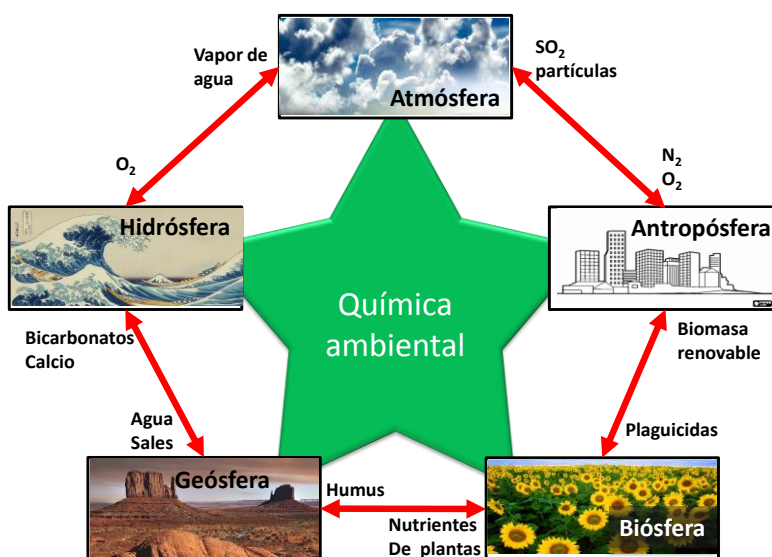 Vapor de
agua
SO₂
partículas
Atmósfera
O₂
N₂
O₂
Hidrósfera
Antropósfera
Química
ambiental
Bicarbonatos
Calcio
Biomasa
renovable
Agua
Sales
Plaguicidas
Geósfera
Humus
Nutrientes
De plantas
Biósfera